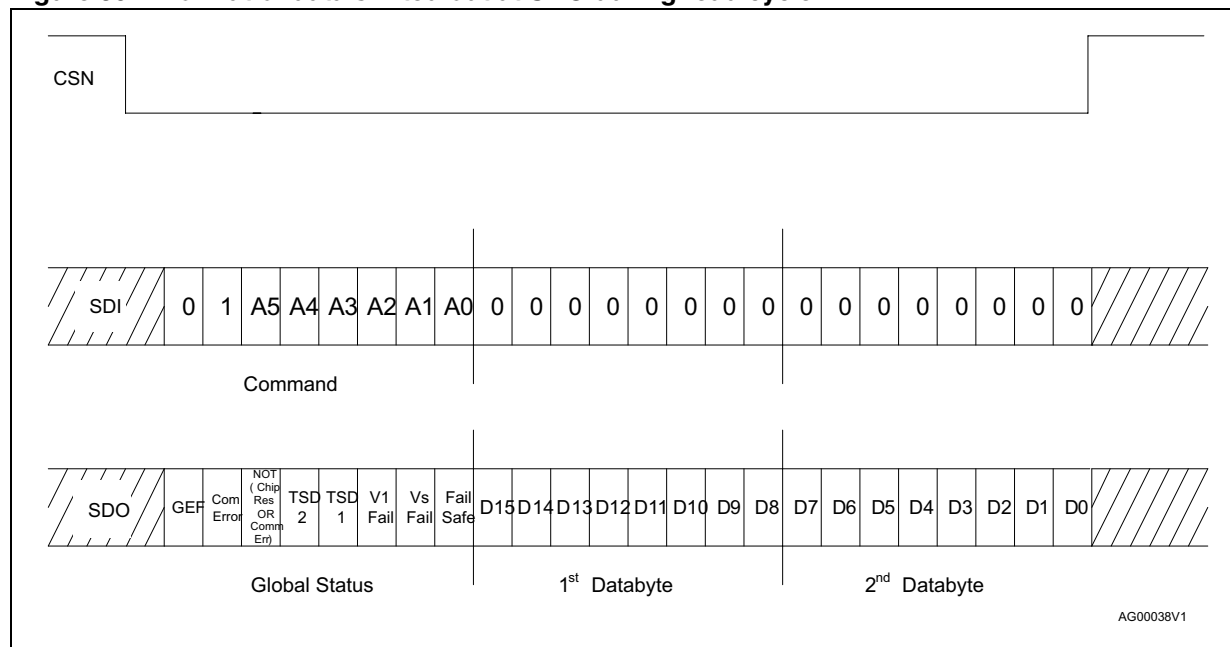 CSN
SDI 0 1 A5 A4 A3 A2 A1 A0 0 0 0 0 0 0 0 0 0 0 0 0 0 0 0 0
Command
SDO GEF Com Error NOT ( Chip Res OR Comm Err) TSD 2 TSD 1 V1 Fail Vs Fail Fail Safe D15 D14 D13 D12 D11 D10 D9 D8 D7 D6 D5 D4 D3 D2 D1 D0
Global Status 1st Databyte 2nd Databyte
AG00038V1